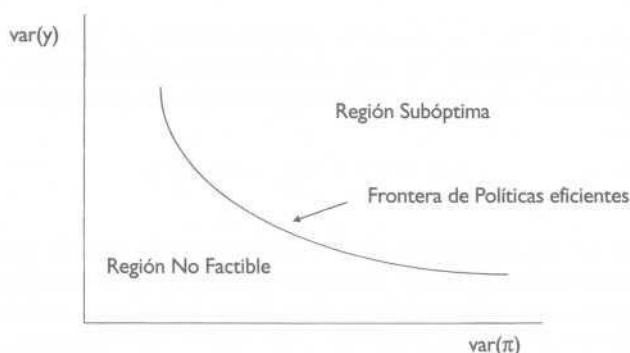 var(y)
Región Subóptima
Frontera de Políticas eficientes
Región No Factible
var(π)